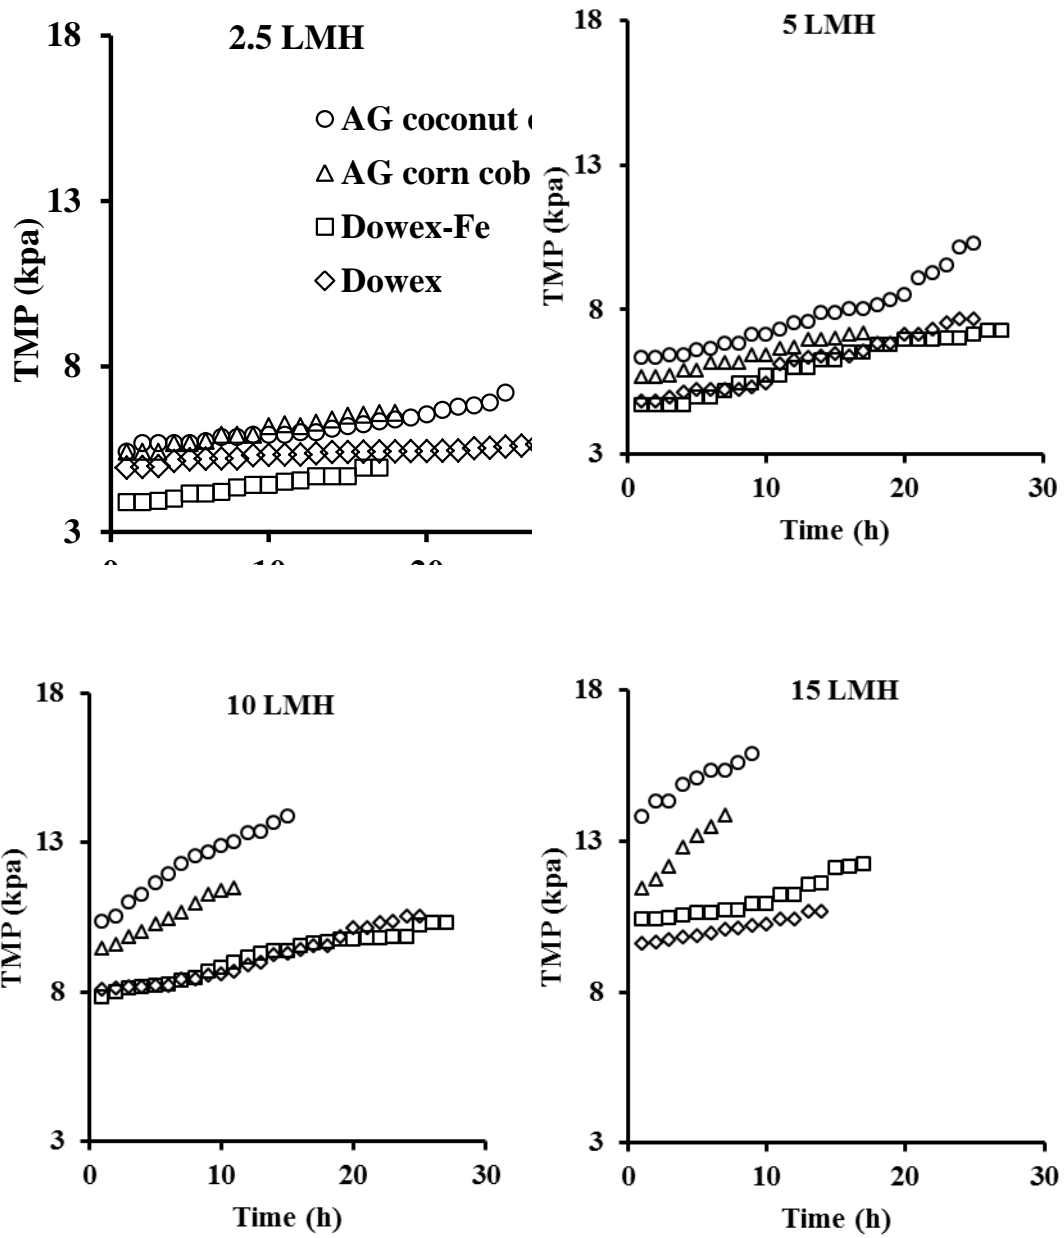 18
2.5 LMH
AG coconut
AG corn cob
Dowex-Fe
Dowex
13
8
3
TMP (kpa)
18
5 LMH
13
8
3
TMP (kpa)
0 10 20 30
Time (h)
18
10 LMH
13
8
3
TMP (kpa)
0 10 20 30
Time (h)
18
15 LMH
13
8
3
TMP (kpa)
0 10 20 30
Time (h)